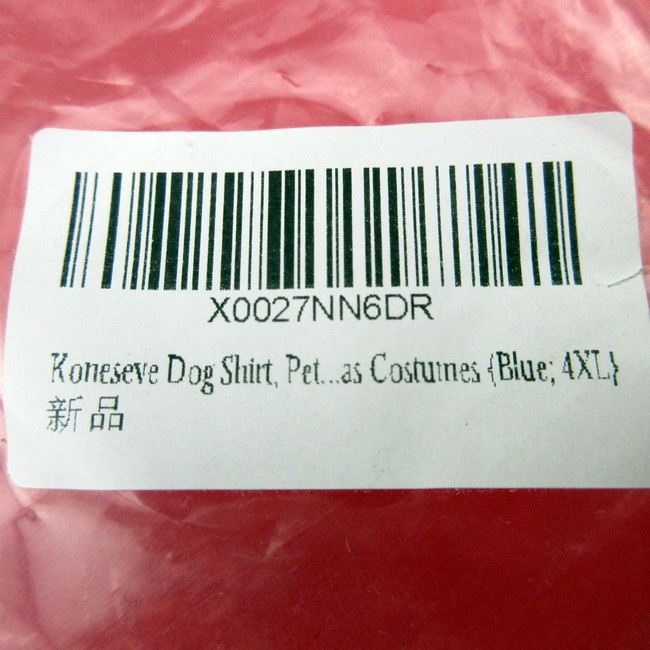 X0027NN6DR
Koneseve Dog Shirt, Pet...as Costumes {Blue; 4XL}
新品